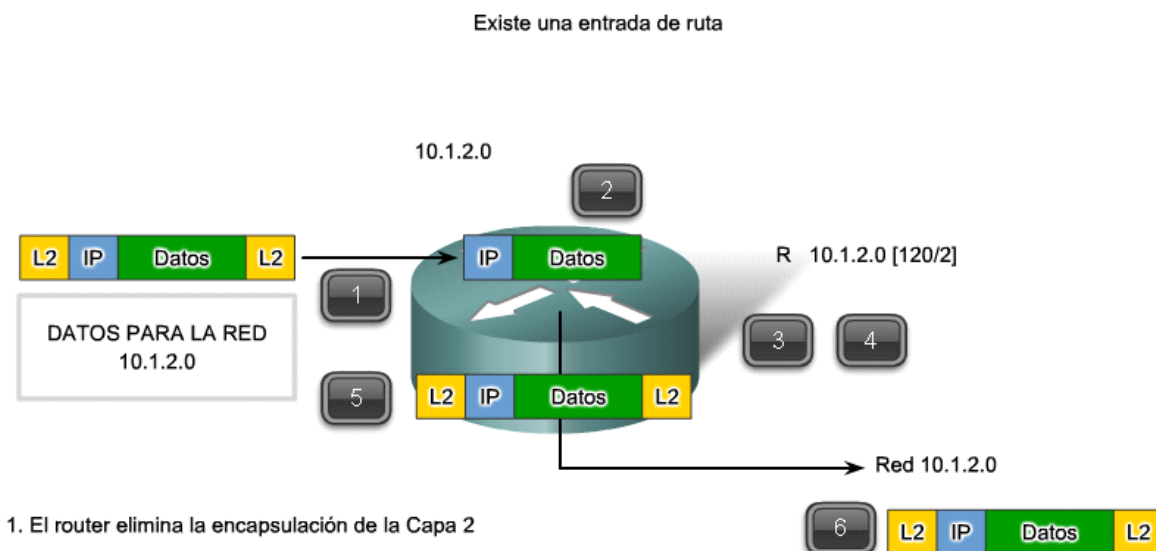 Existe una entrada de ruta
10.1.2.0
2
L2 IP Datos L2
IP Datos
R 10.1.2.0 [120/2]
1
DATOS PARA LA RED
10.1.2.0
3 4
5
L2 IP Datos L2
Red 10.1.2.0
1. El router elimina la encapsulación de la Capa 2
6
L2 IP Datos L2